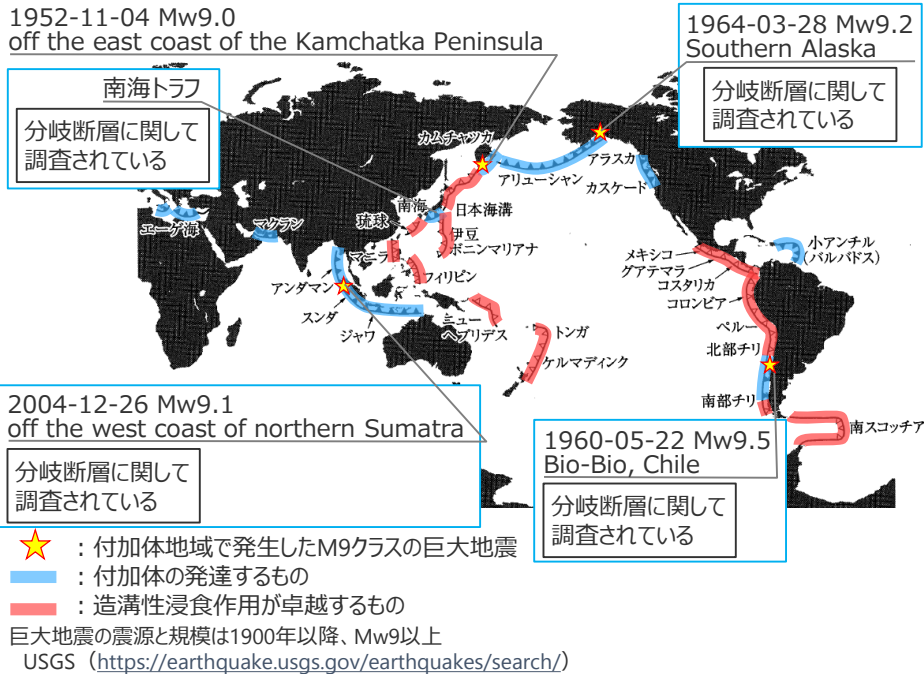 1952-11-04 Mw9.0
off the east coast of the Kamchatka Peninsula
1964-03-28 Mw9.2
Southern Alaska
分岐断層に関して
調査されている
南海トラフ
分岐断層に関して
調査されている
カムチャツカ
アリューシャン
アラスカ
カスケード
エーゲ海
マクラン
琉球
南海
日本海溝
伊豆
ボニンマリアナ
マニラ
フィリピン
アンダマン
スンダ
ジャワ
ニュー
ヘブリデス
トンガ
ケルマディンク
メキシコ
グアテマラ
コスタリカ
コロンビア
ペルー
北部チリ
南部チリ
小アンチル
(バルバドス)
南スコッチア
2004-12-26 Mw9.1
off the west coast of northern Sumatra
分岐断層に関して
調査されている
1960-05-22 Mw9.5
Bio-Bio, Chile
分岐断層に関して
調査されている
：付加体地域で発生したM9クラスの巨大地震
：付加体の発達するもの
：造溝性浸食作用が卓越するもの
巨大地震の震源と規模は1900年以降、Mw9以上
USGS（https://earthquake.usgs.gov/earthquakes/search/）